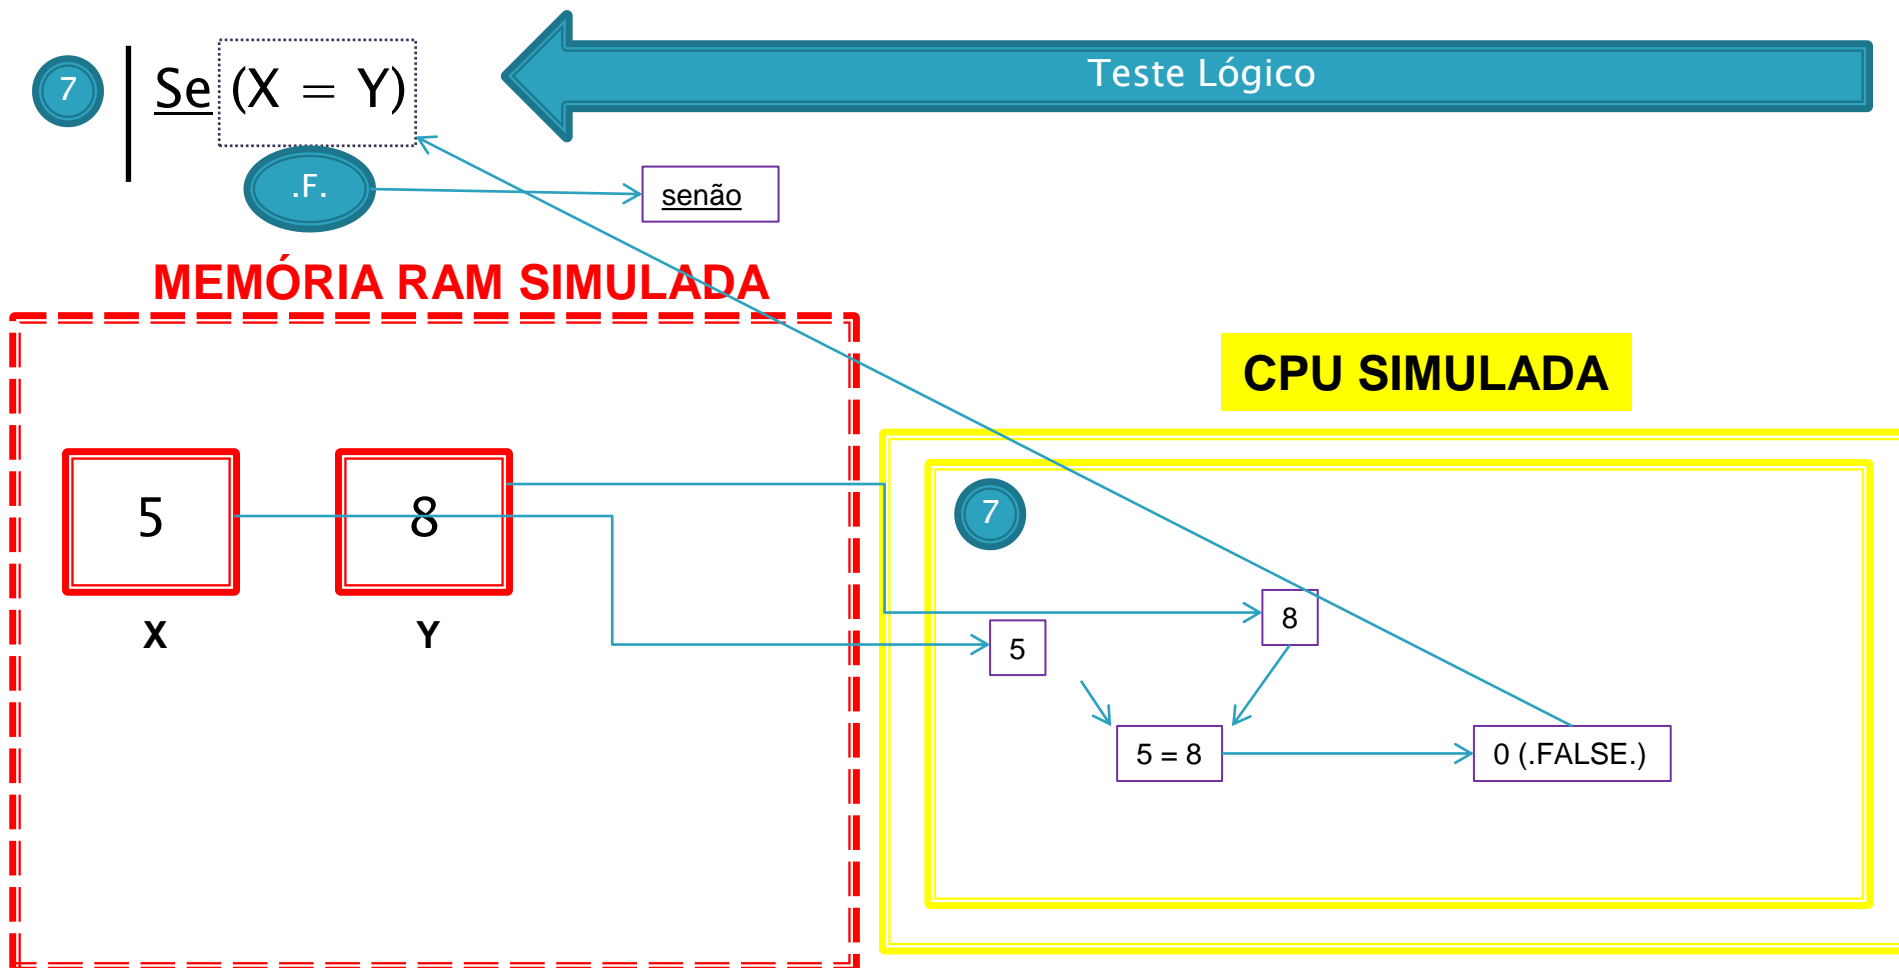 7
Se (X = Y)
Teste Lógico
.F.
senão
MEMÓRIA RAM SIMULADA
CPU SIMULADA
5
8
X
Y
7
8
5
5 = 8
0 (.FALSE.)